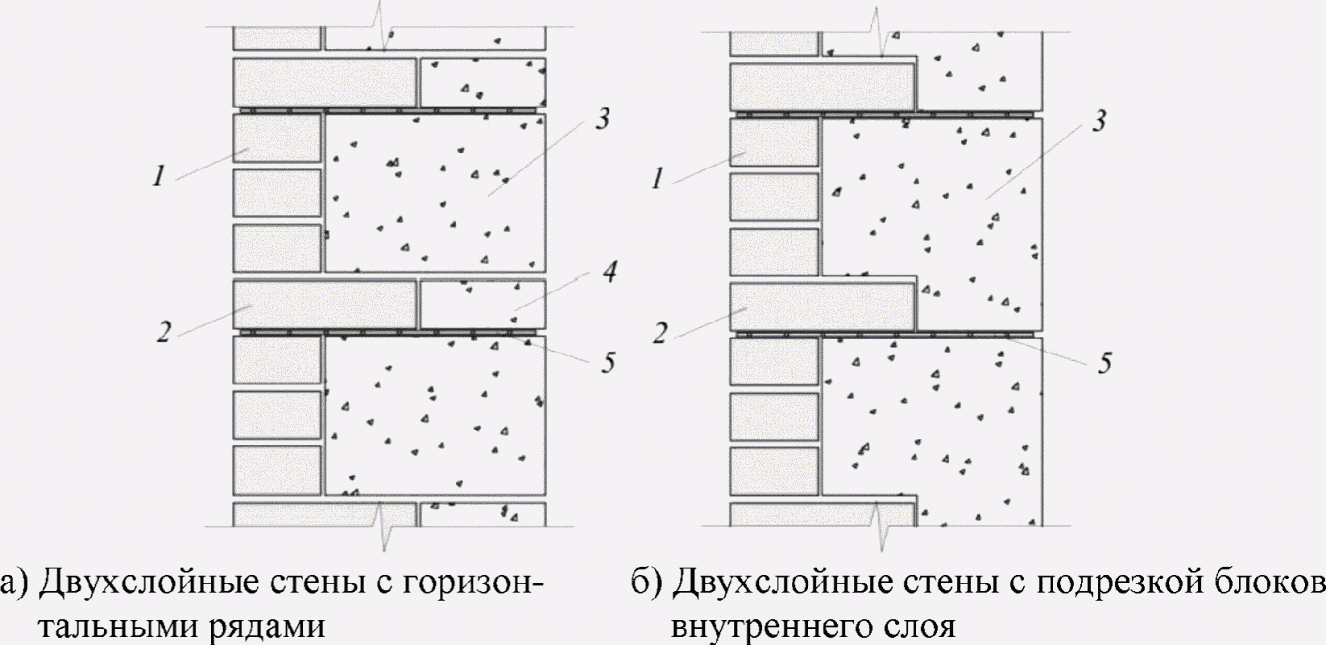 3
1
4
2
5
3
1
2
5
а) Двухслойные стены с горизон-
тальными рядами
б) Двухслойные стены с подрезкой блоков
внутреннего слоя